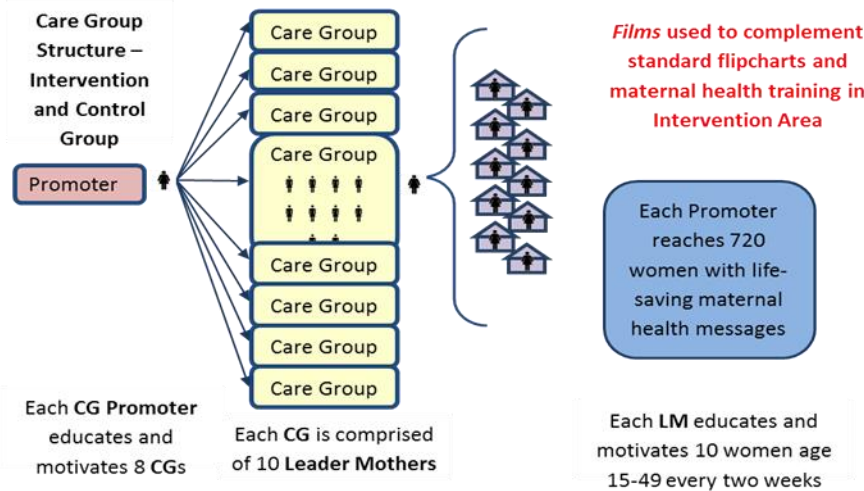 Care Group
Structure –
Intervention
and Control
Group
Promoter
Care Group
Care Group
Care Group
Care Group
Care Group
Care Group
Care Group
Care Group
Films used to complement
standard flipcharts and
maternal health training in
Intervention Area
Each Promoter
reaches 720
women with life-
saving maternal
health messages
Each CG Promoter
educates and
motivates 8 CGs
Each CG is comprised
of 10 Leader Mothers
Each LM educates and
motivates 10 women age
15-49 every two weeks